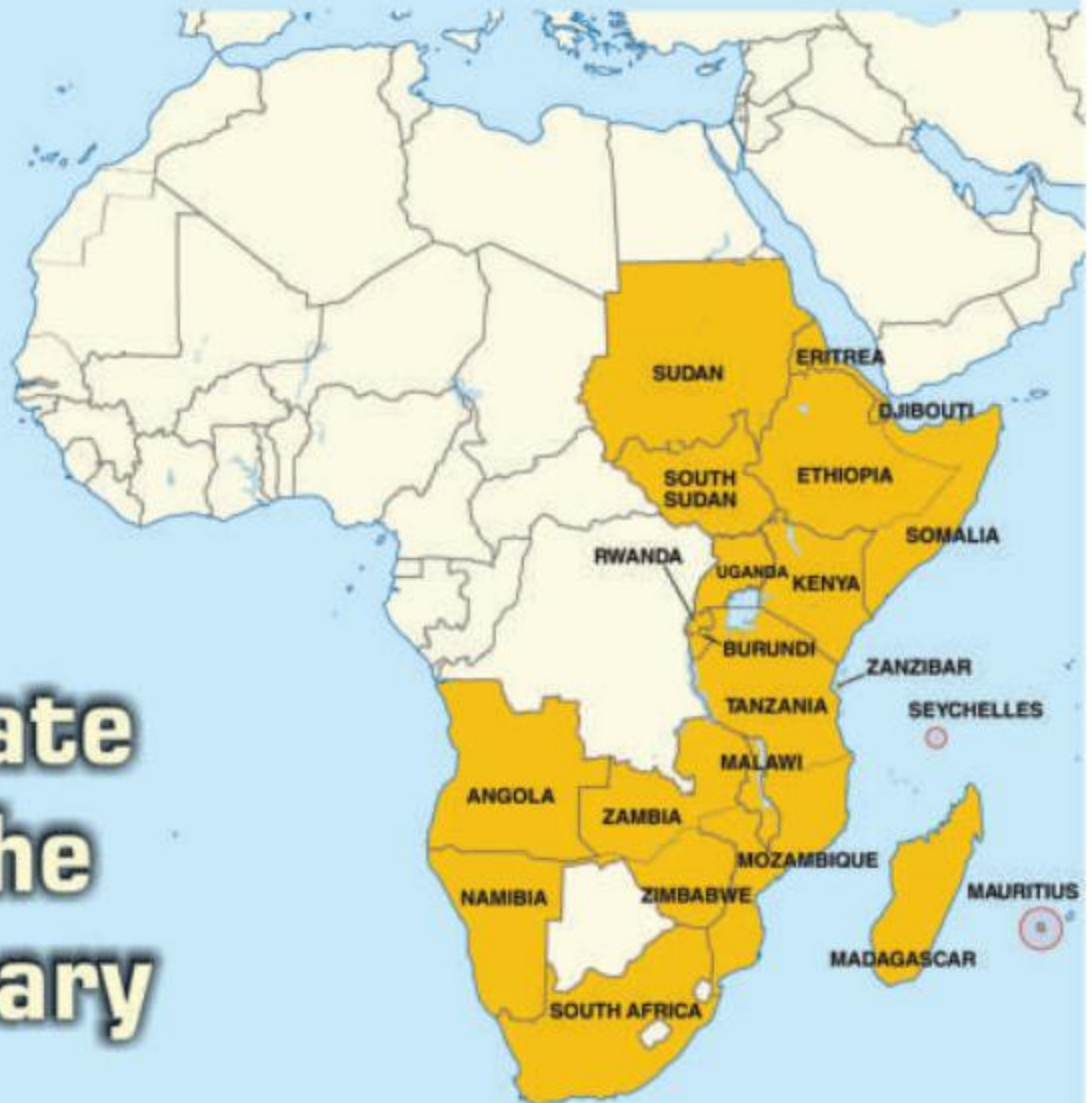 SUDAN
ERITREA
DJIBOUTI
SOUTH
SUDAN
ETHIOPIA
SOMALIA
RWANDA
UGANDA
KENYA
BURUNDI
ZANZIBAR
TANZANIA
SEYCHELLES
MALAWI
ANGOLA
ZAMBIA
MOZAMBIQUE
NAMIBIA
ZIMBABWE
MAURITIUS
MADAGASCAR
SOUTH AFRICA
ate
he
ary